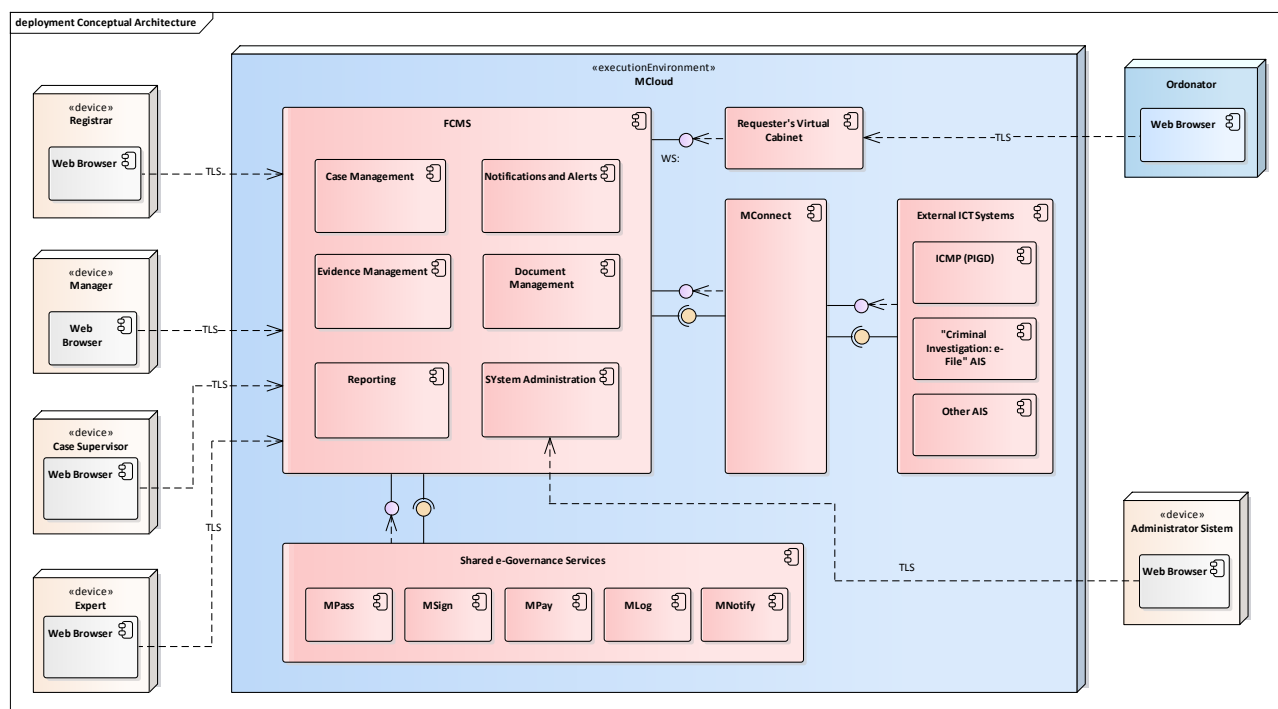 deployment Conceptual Architecture
«executionEnvironment»
MCloud
«device»
Registrar
Web Browser
TLS
«device»
Manager
Web
Browser
TLS
«device»
Case Supervisor
Web Browser
TLS
«device»
Expert
Web Browser
TLS
FCMS
Case Management
Notifications and Alerts
Evidence Management
Document
Management
Reporting
SYstem Administration
WS:
Requester's Virtual
Cabinet
TLS
Ordonator
Web Browser
MConnect
External ICT Systems
ICMP (PIGD)
"Criminal
Investigation: e-
File" AIS
Other AIS
Shared e-Governance Services
MPass
MSign
MPay
MLog
MNotify
TLS
«device»
Administrator Sistem
Web Browser